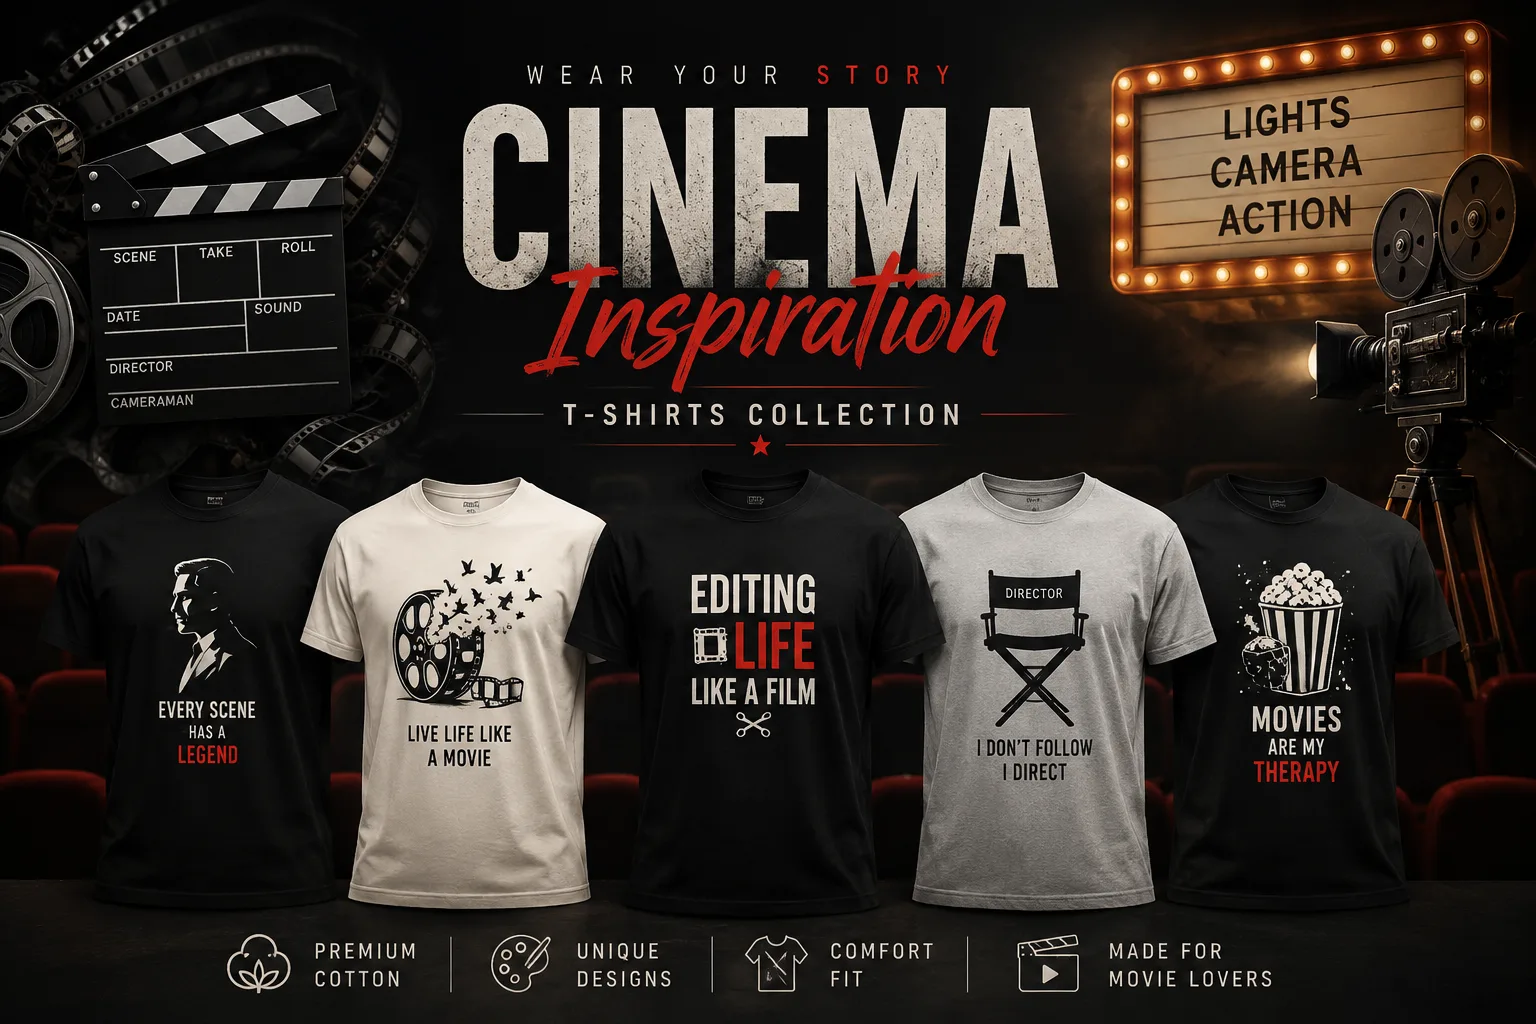 WEAR YOUR STORY
CINEMA
Inspiration
T-SHIRTS COLLECTION
SCENE TAKE ROLL
DATE SOUND
DIRECTOR
CAMERAMAN
LIGHTS
CAMERA
ACTION
EVERY SCENE
HAS A
LEGEND
LIVE LIFE LIKE
A MOVIE
EDITING
LIFE
LIKE A FILM
DIRECTOR
I DON'T FOLLOW
I DIRECT
MOVIES
ARE MY
THERAPY
PREMIUM
COTTON
UNIQUE
DESIGNS
COMFORT
FIT
MADE FOR
MOVIE LOVERS